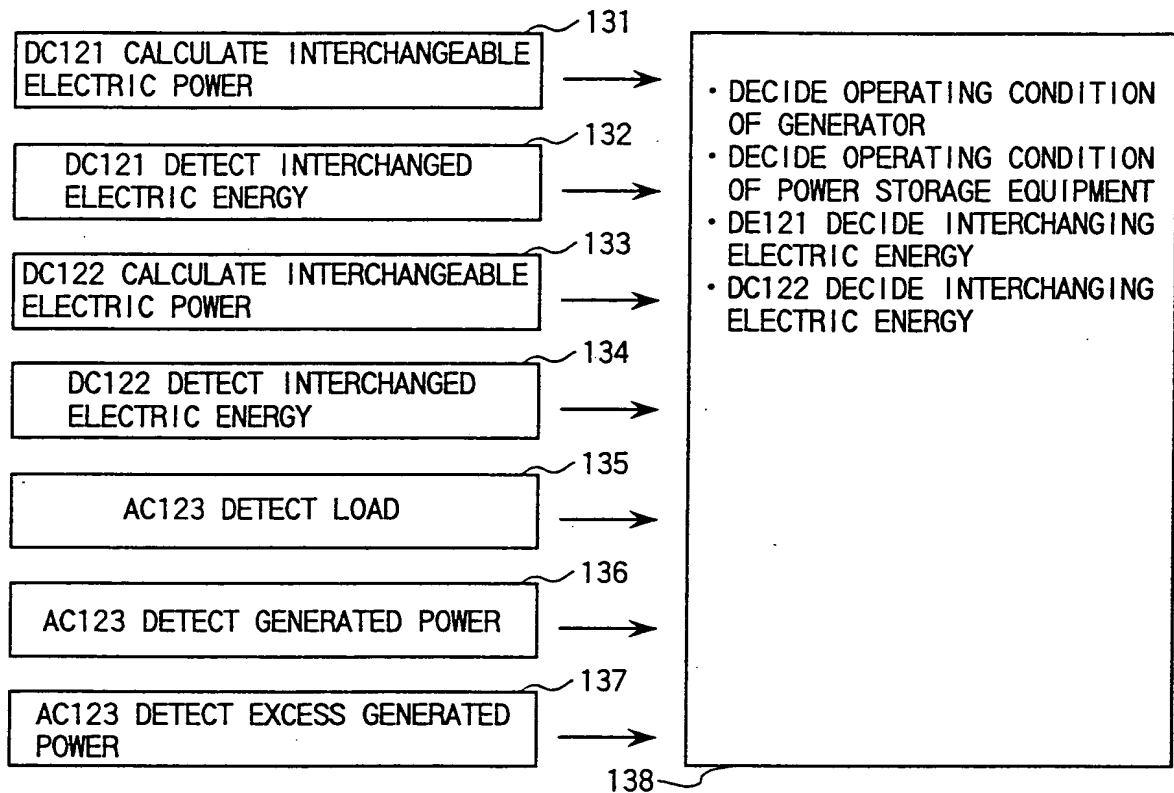 131
DC121 CALCULATE INTERCHANGEABLE
ELECTRIC POWER
132
DC121 DETECT INTERCHANGED
ELECTRIC ENERGY
133
DC122 CALCULATE INTERCHANGEABLE
ELECTRIC POWER
134
DC122 DETECT INTERCHANGED
ELECTRIC ENERGY
135
AC123 DETECT LOAD
136
AC123 DETECT GENERATED POWER
137
AC123 DETECT EXCESS GENERATED
POWER
・DECIDE OPERATING CONDITION
OF GENERATOR
・DECIDE OPERATING CONDITION
OF POWER STORAGE EQUIPMENT
・DE121 DECIDE INTERCHANGING
ELECTRIC ENERGY
・DC122 DECIDE INTERCHANGING
ELECTRIC ENERGY
138